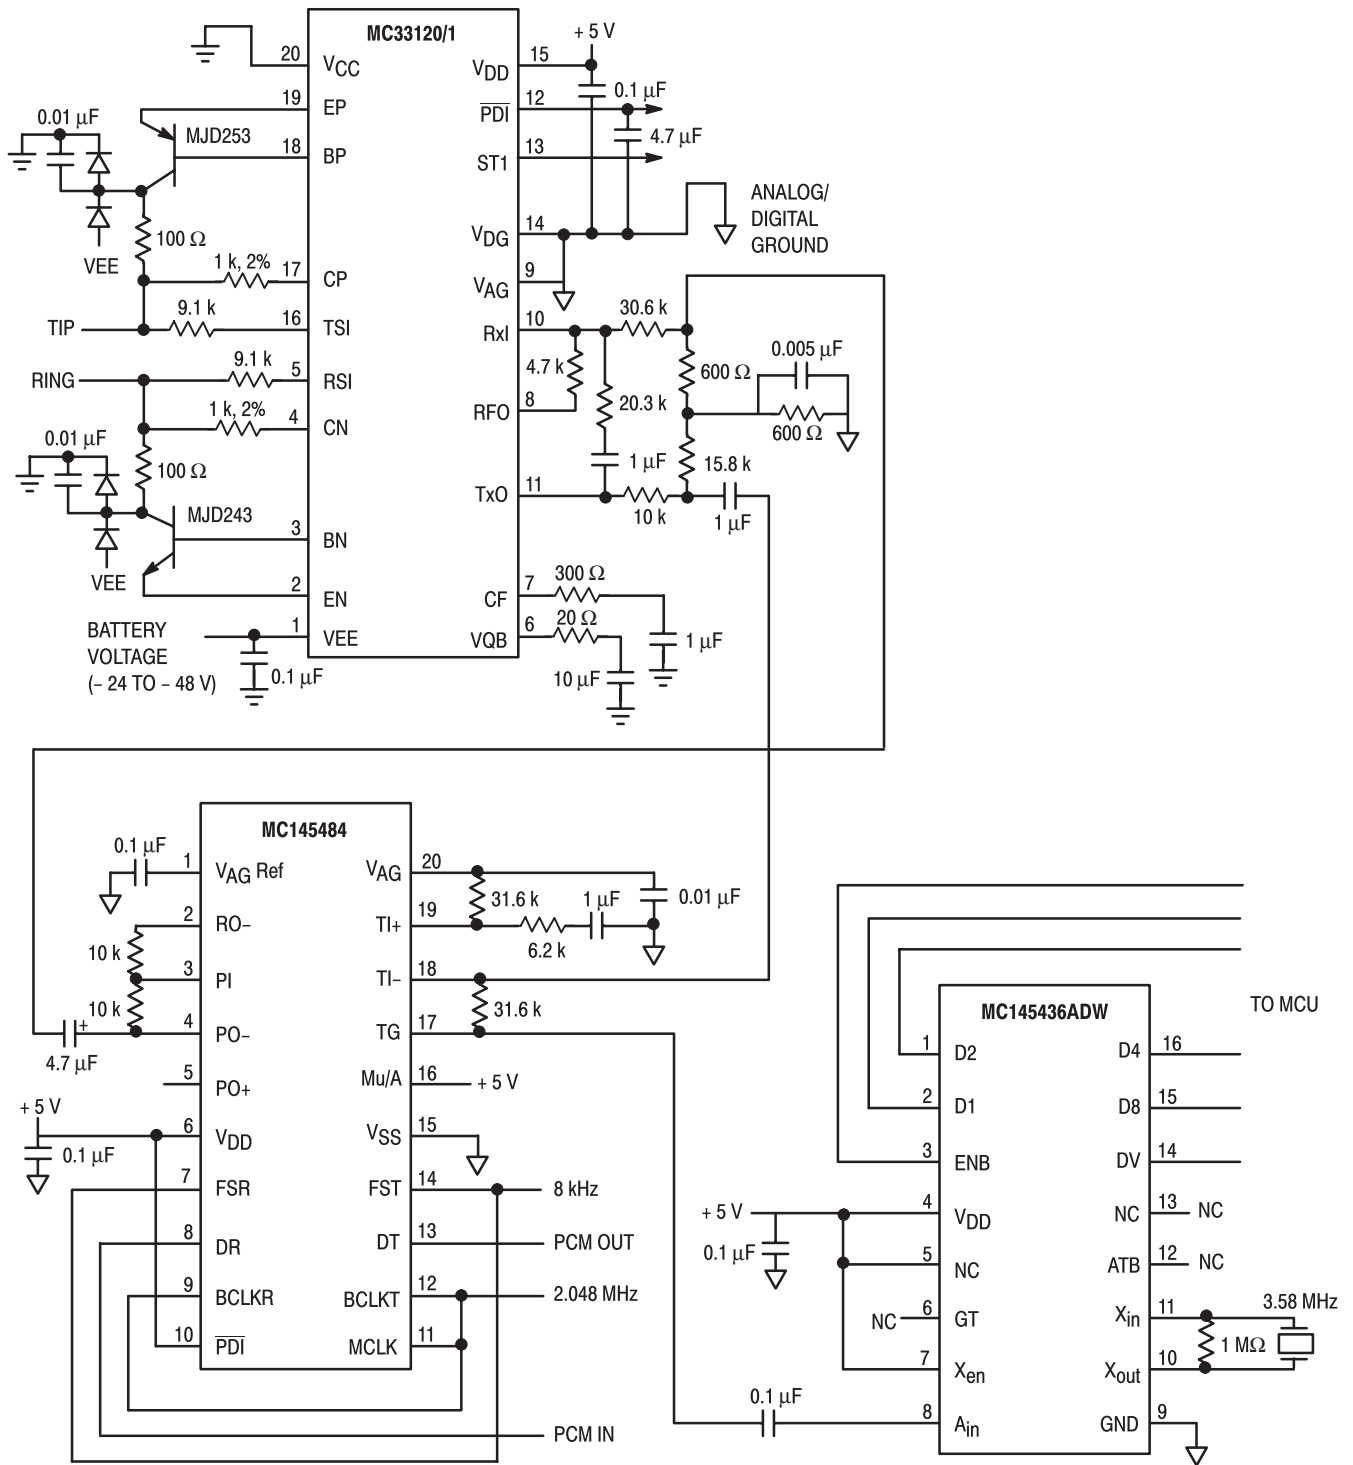 MC33120/1
+ 5 V
20
VCC
VDD
15
0.1 µF
19
EP
PDI
12
0.01 µF
MJD253
4.7 µF
18
BP
ST1
13
ANALOG/
DIGITAL
GROUND
VDG
14
100 Ω
VEE
1 k, 2%
17
CP
VAG
9
30.6 k
9.1 k
TIP
16
TSI
RxI
10
0.005 µF
4.7 k
600 Ω
9.1 k
RING
5
RSI
20.3 k
1 k, 2%
4
CN
RFO
8
600 Ω
0.01 µF
100 Ω
1 µF
15.8 k
TxO
11
10 k
1 µF
MJD243
3
BN
VEE
300 Ω
2
EN
CF
7
20 Ω
BATTERY
VOLTAGE
(– 24 TO – 48 V)
1
VEE
VQB
6
1 µF
0.1 µF
10 µF
MC145484
0.1 µF
1
VAG Ref
VAG
20
31.6 k
1 µF
0.01 µF
2
RO–
TI+
19
6.2 k
10 k
3
PI
TI–
18
10 k
31.6 k
+
4
PO–
TG
17
4.7 µF
5
PO+
Mu/A
16
+ 5 V
+ 5 V
6
VDD
VSS
15
0.1 µF
7
FSR
FST
14
8 kHz
8
DR
DT
13
PCM OUT
9
BCLKR
BCLKT
12
2.048 MHz
10
PDI
MCLK
11
PCM IN
MC145436ADW
TO MCU
1
D2
D4
16
2
D1
D8
15
3
ENB
DV
14
+ 5 V
4
VDD
NC
13
NC
0.1 µF
5
NC
ATB
12
NC
NC
6
GT
Xin
11
3.58 MHz
1 MΩ
7
Xen
Xout
10
0.1 µF
8
Ain
GND
9